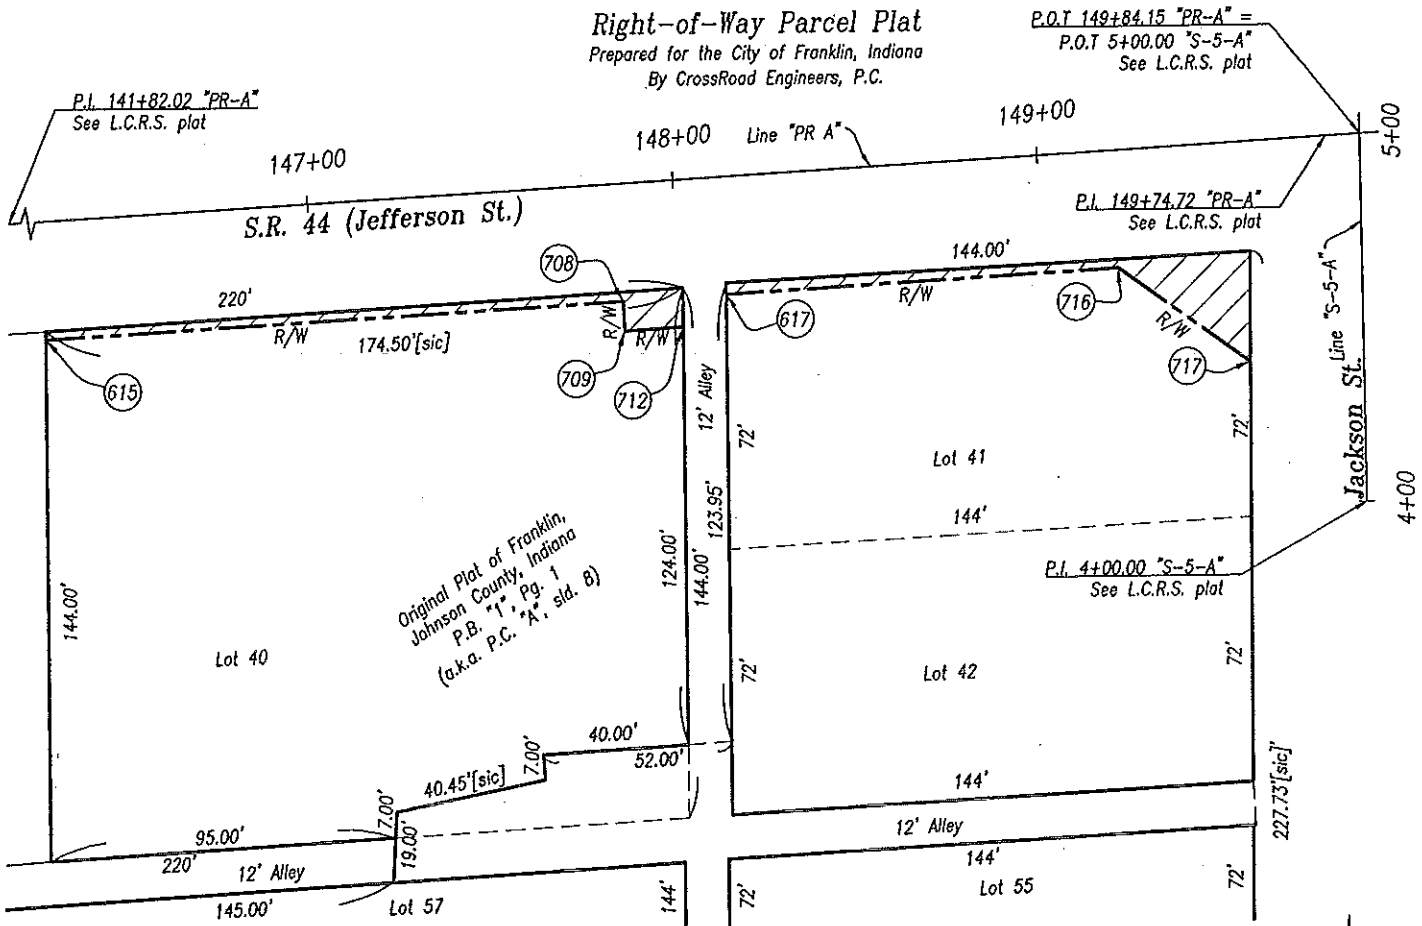 Right-of-Way Parcel Plat
Prepared for the City of Franklin, Indiana
By CrossRoad Engineers, P.C.
P.O.T 149+84.15 "PR-A" =
P.O.T 5+00.00 "S-5-A"
See L.C.R.S. plat
P.I. 141+82.02 "PR-A"
See L.C.R.S. plat
147+00
148+00
Line "PR A"
149+00
5+00
S.R. 44 (Jefferson St.)
P.I. 149+74.72 "PR-A"
See L.C.R.S. plat
708
144.00'
220'
R/W
174.50'[sic]
R/W
R/W
709
712
615
617
R/W
716
R/W
717
Line "S-5-A"
Jackson St.
4+00
12' Alley
72'
72'
Lot 41
123.95'
144'
P.I. 4+00.00 "S-5-A"
See L.C.R.S. plat
Original Plat of Franklin,
Johnson County, Indiana
P.B. "1", Pg. 1
(a.k.a. P.C. "A", sld. 8)
124.00'
144.00'
144.00'
Lot 40
72'
Lot 42
72'
40.00'
7.00'
52.00'
40.45'[sic]
7.00'
144'
227.73'[sic]'
95.00'
19.00'
12' Alley
220'
12' Alley
144'
145.00'
Lot 57
144'
72'
Lot 55
72'